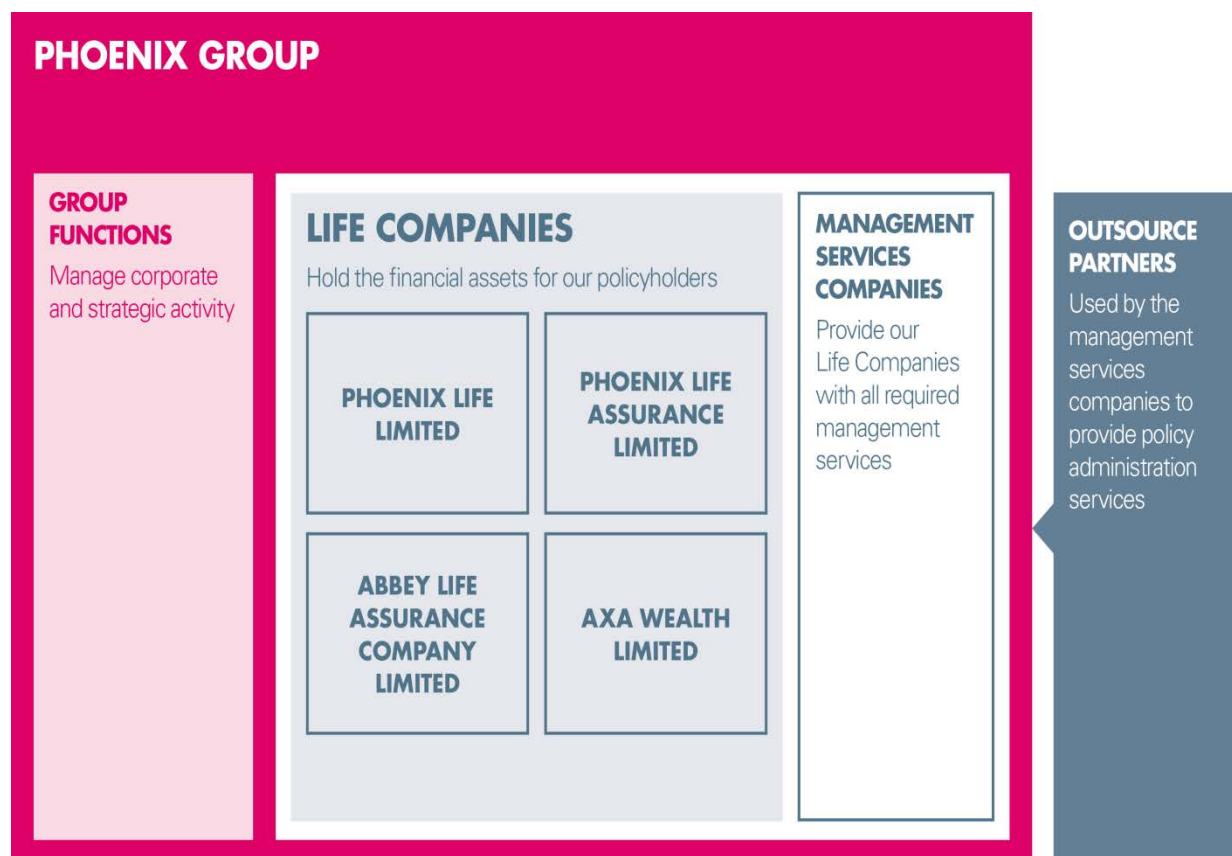 PHOENIX GROUP
GROUP
FUNCTIONS
Manage corporate
and strategic activity
LIFE COMPANIES
Hold the financial assets for our policyholders
PHOENIX LIFE
LIMITED
PHOENIX LIFE
ASSURANCE
LIMITED
ABBEY LIFE
ASSURANCE
COMPANY
LIMITED
AXA WEALTH
LIMITED
MANAGEMENT
SERVICES
COMPANIES
Provide our
Life Companies
with all required
management
services
OUTSOURCE
PARTNERS
Used by the
management
services
companies to
provide policy
administration
services